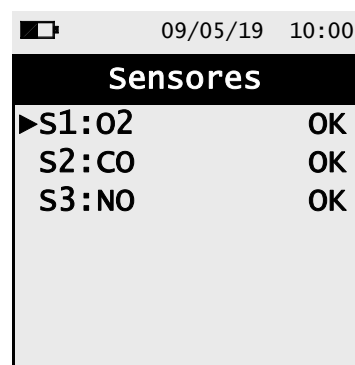 09/05/19 10:00
Sensores
►S1:O2 OK
S2:CO OK
S3:NO OK